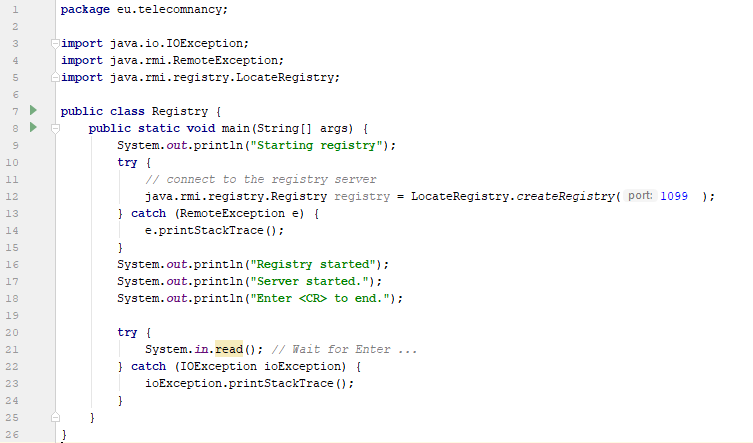 1 package eu.telecomnancy;
2
3 import java.io.IOException;
4 import java.rmi.RemoteException;
5 import java.rmi.registry.LocateRegistry;
6
7 public class Registry {
8 public static void main(String[] args) {
9 System.out.println("Starting registry");
10 try {
11 // connect to the registry server
12 java.rmi.registry.Registry registry = LocateRegistry.createRegistry( port: 1099 );
13 } catch (RemoteException e) {
14 e.printStackTrace();
15 }
16 System.out.println("Registry started");
17 System.out.println("Server started.");
18 System.out.println("Enter <CR> to end.");
19
20 try {
21 System.in.read(); // Wait for Enter ...
22 } catch (IOException ioException) {
23 ioException.printStackTrace();
24 }
25 }
26 }